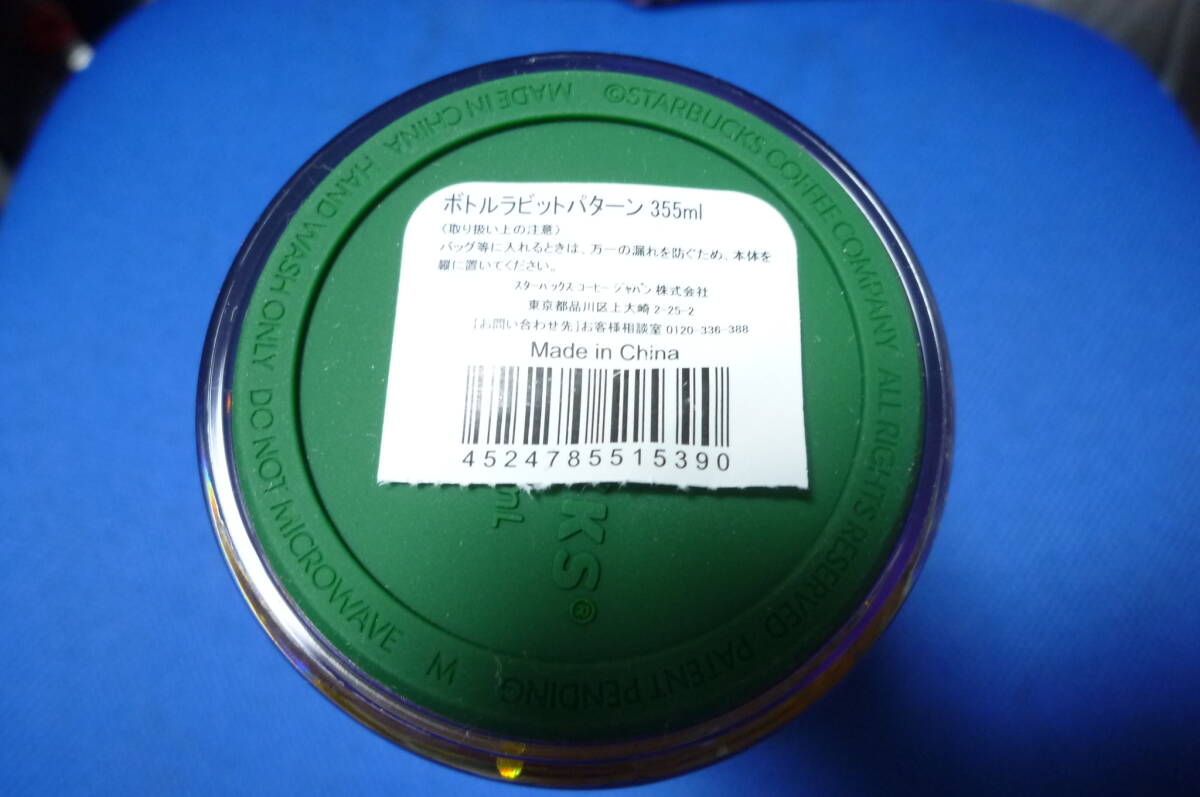 ボトルラビットパターン 355ml
〈取り扱い上の注意〉
バッグ等に入れるときは、万一の漏れを防ぐため、本体を
縦に置いてください。
スターバックス コーヒー ジャパン 株式会社
東京都品川区上大崎 2-25-2
[お問い合わせ先]お客様相談室 0120-336-388
Made in China
4524785515390
©STARBUCKS COFFEE COMPANY ALL RIGHTS RESERVED PATENT PENDING M
MADE IN CHINA HAND WASH ONLY DO NOT MICROWAVE
CKS®
mL